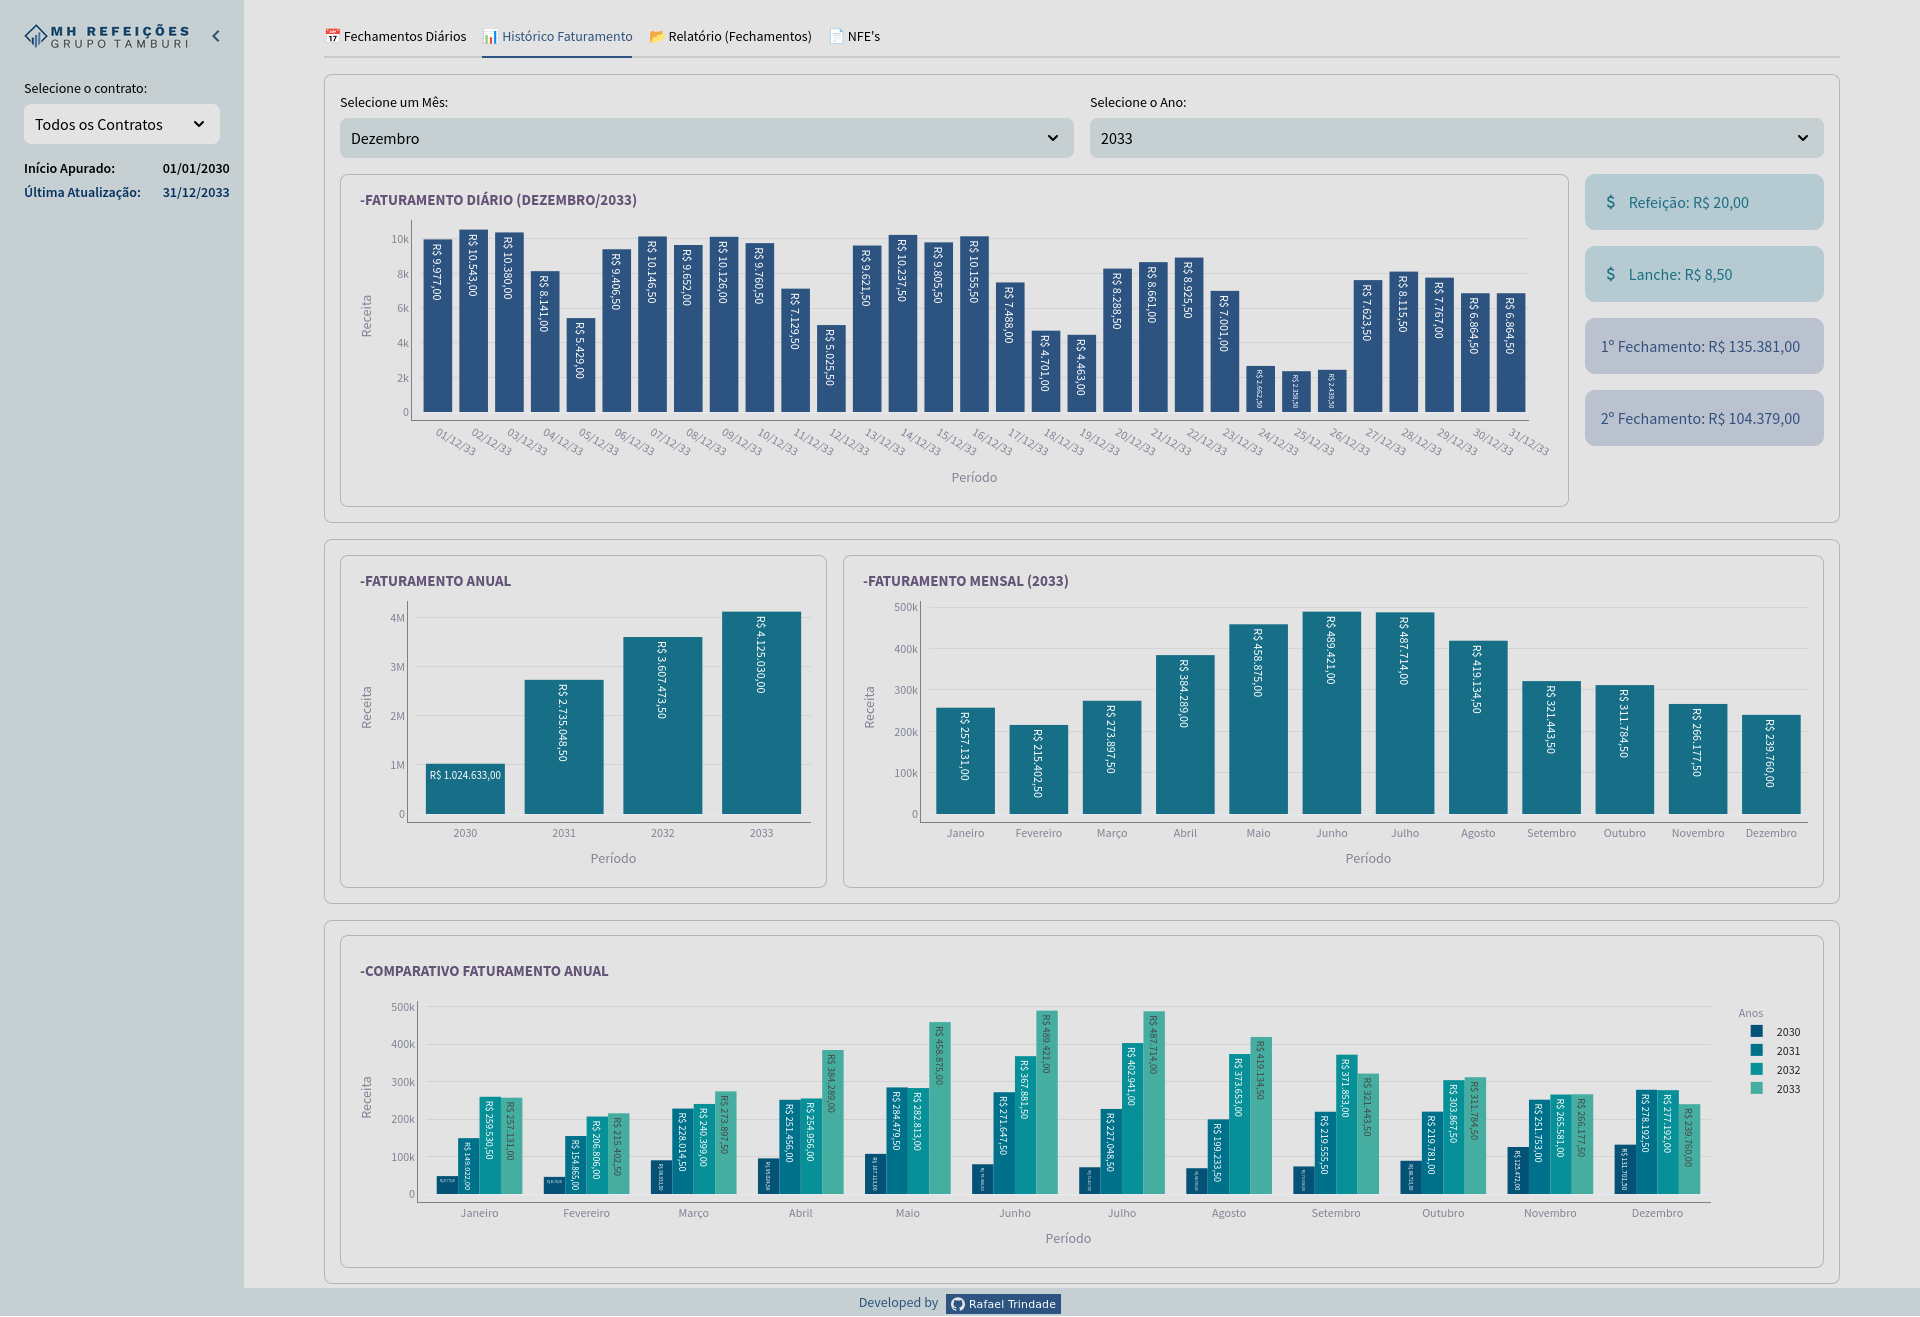 MH REFEIÇÕES
GRUPO TAMBURI
Selecione o contrato:
Todos os Contratos
Início Apurado: 01/01/2030
Última Atualização: 31/12/2033
📅 Fechamentos Diários 📊 Histórico Faturamento 📂 Relatório (Fechamentos) 📄 NFE's
Selecione um Mês:
Dezembro
Selecione o Ano:
2033
-FATURAMENTO DIÁRIO (DEZEMBRO/2033)
Receita
10k
8k
6k
4k
2k
0
R$ 9.977,00
R$ 10.543,00
R$ 10.380,00
R$ 8.141,00
R$ 5.429,00
R$ 9.406,50
R$ 10.146,50
R$ 9.652,00
R$ 10.126,00
R$ 9.760,50
R$ 7.129,50
R$ 5.025,50
R$ 9.621,50
R$ 10.237,50
R$ 9.805,50
R$ 10.155,50
R$ 7.488,00
R$ 4.701,00
R$ 4.463,00
R$ 8.288,50
R$ 8.661,00
R$ 8.925,50
R$ 7.001,00
R$ 2.662,50
R$ 2.358,50
R$ 2.439,50
R$ 7.623,50
R$ 8.115,50
R$ 7.767,00
R$ 6.864,50
R$ 6.864,50
01/12/33
02/12/33
03/12/33
04/12/33
05/12/33
06/12/33
07/12/33
08/12/33
09/12/33
10/12/33
11/12/33
12/12/33
13/12/33
14/12/33
15/12/33
16/12/33
17/12/33
18/12/33
19/12/33
20/12/33
21/12/33
22/12/33
23/12/33
24/12/33
25/12/33
26/12/33
27/12/33
28/12/33
29/12/33
30/12/33
31/12/33
Período
$ Refeição: R$ 20,00
$ Lanche: R$ 8,50
1º Fechamento: R$ 135.381,00
2º Fechamento: R$ 104.379,00
-FATURAMENTO ANUAL
Receita
4M
3M
2M
1M
0
R$ 1.024.633,00
R$ 2.735.048,50
R$ 3.607.473,50
R$ 4.125.030,00
2030
2031
2032
2033
Período
-FATURAMENTO MENSAL (2033)
Receita
500k
400k
300k
200k
100k
0
R$ 257.131,00
R$ 215.402,50
R$ 273.897,50
R$ 384.289,00
R$ 458.875,00
R$ 489.421,00
R$ 487.714,00
R$ 419.134,50
R$ 321.443,50
R$ 311.784,50
R$ 266.177,50
R$ 239.760,00
Janeiro
Fevereiro
Março
Abril
Maio
Junho
Julho
Agosto
Setembro
Outubro
Novembro
Dezembro
Período
-COMPARATIVO FATURAMENTO ANUAL
Receita
500k
400k
300k
200k
100k
0
R$ 149.022,00
R$ 259.530,50
R$ 257.131,00
R$ 154.865,00
R$ 206.806,00
R$ 215.402,50
R$ 228.014,50
R$ 240.399,00
R$ 273.897,50
R$ 251.456,00
R$ 254.956,00
R$ 384.289,00
R$ 284.479,50
R$ 282.813,00
R$ 458.875,00
R$ 271.647,50
R$ 367.881,50
R$ 489.421,00
R$ 227.048,50
R$ 402.941,00
R$ 487.714,00
R$ 199.233,50
R$ 373.653,00
R$ 419.134,50
R$ 219.555,50
R$ 371.853,00
R$ 321.443,50
R$ 219.781,00
R$ 303.867,50
R$ 311.784,50
R$ 125.472,00
R$ 251.753,00
R$ 265.581,00
R$ 266.177,50
R$ 131.701,50
R$ 278.192,50
R$ 277.192,00
R$ 239.760,00
Janeiro
Fevereiro
Março
Abril
Maio
Junho
Julho
Agosto
Setembro
Outubro
Novembro
Dezembro
Período
Anos
2030
2031
2032
2033
Developed by Rafael Trindade